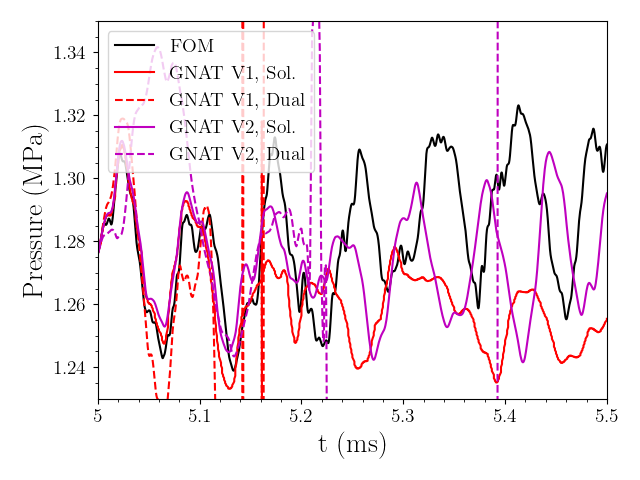 FOM
GNAT V1, Sol.
GNAT V1, Dual
GNAT V2, Sol.
GNAT V2, Dual
1.34
1.32
1.30
1.28
1.26
1.24
Pressure (MPa)
5 5.1 5.2 5.3 5.4 5.5
t (ms)